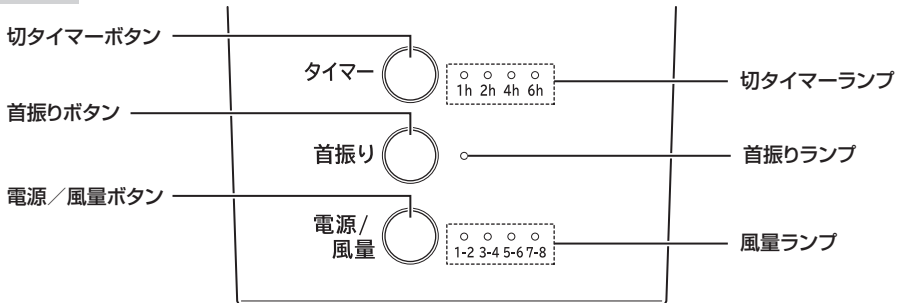 切タイマーボタン
タイマー
1h 2h 4h 6h
切タイマーランプ
首振りボタン
首振り
首振りランプ
電源／風量ボタン
電源/
風量
1-2 3-4 5-6 7-8
風量ランプ